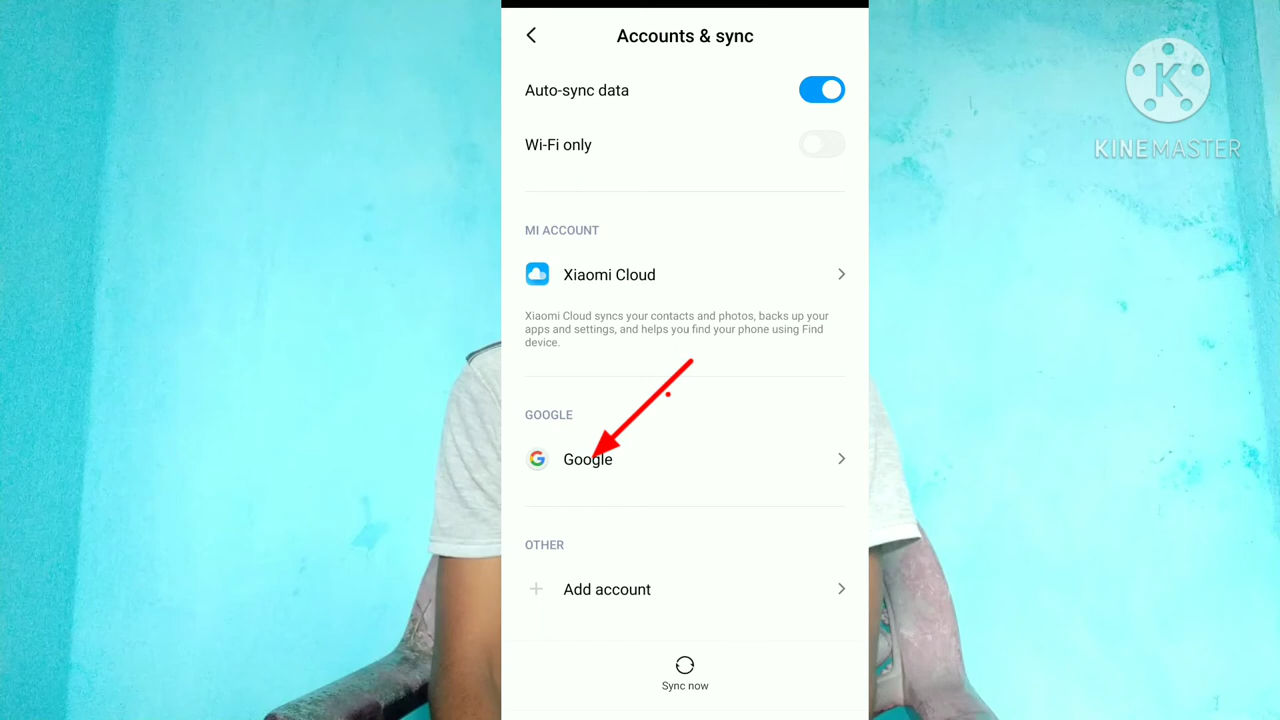 Accounts & sync
Auto-sync data
Wi-Fi only
MI ACCOUNT
Xiaomi Cloud
Xiaomi Cloud syncs your contacts and photos, backs up your
apps and settings, and helps you find your phone using Find
device.
GOOGLE
Google
OTHER
Add account
Sync now
K
KINEMASTER